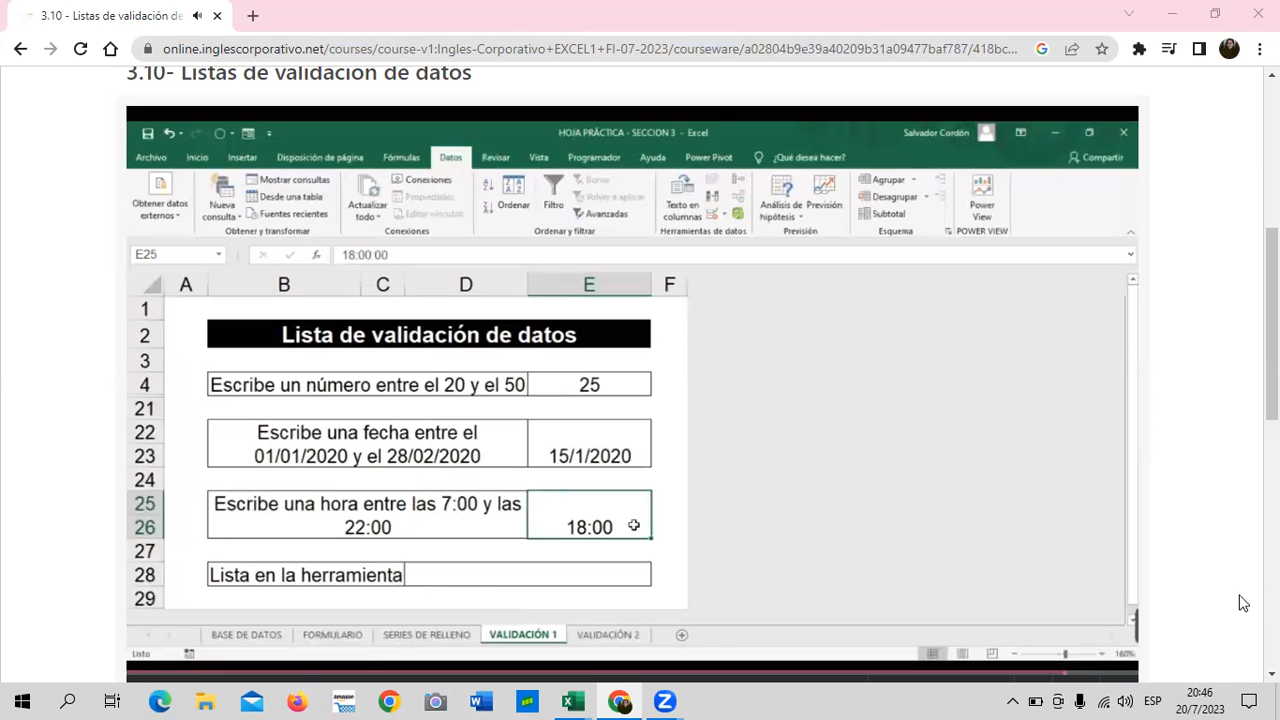 3.10 - Listas de validación de
online.inglescorporativo.net/courses/course-v1:Ingles-Corporativo+EXCEL1+FI-07-2023/courseware/a02804b9e39a40209b31a09477baf787/418bc...
3.10- Listas de validación de datos
HOJA PRÁCTICA - SECCION 3 - Excel
Salvador Cordón
Archivo Inicio Insertar Disposición de página Fórmulas Datos Revisar Vista Programador Ayuda Power Pivot ¿Qué desea hacer? Compartir
Obtener datos externos
Nueva consulta
Mostrar consultas
Desde una tabla
Fuentes recientes
Obtener y transformar
Actualizar todo
Conexiones
Propiedades
Editar vínculos
Conexiones
Ordenar
Filtro
Borrar
Volver a aplicar
Avanzadas
Ordenar y filtrar
Texto en columnas
Herramientas de datos
Análisis de hipótesis
Previsión
Previsión
Agrupar
Desagrupar
Subtotal
Esquema
Power View
POWER VIEW
E25 fx 18:00:00
A B C D E F
1
2 Lista de validación de datos
3
4 Escribe un número entre el 20 y el 50 25
21
22 Escribe una fecha entre el
23 01/01/2020 y el 28/02/2020 15/1/2020
24
25 Escribe una hora entre las 7:00 y las
26 22:00 18:00
27
28 Lista en la herramienta
29
BASE DE DATOS FORMULARIO SERIES DE RELLENO VALIDACIÓN 1 VALIDACIÓN 2
Listo 160%
amazon
ESP
20:46
20/7/2023